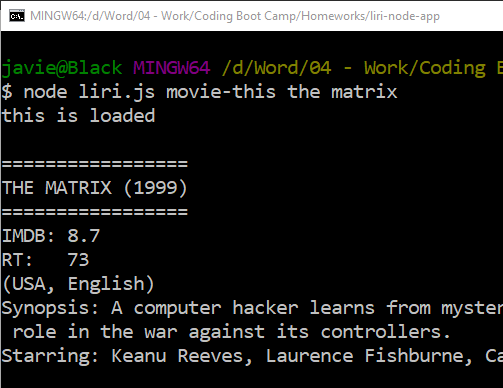 MINGW64:/d/Word/04 - Work/Coding Boot Camp/Homeworks/liri-node-app
javie@Black MINGW64 /d/Word/04 - Work/Coding
$ node liri.js movie-this the matrix
this is loaded
=================
THE MATRIX (1999)
=================
IMDB: 8.7
RT:   73
(USA, English)
Synopsis: A computer hacker learns from
role in the war against its controllers.
Starring: Keanu Reeves, Laurence Fishburne,